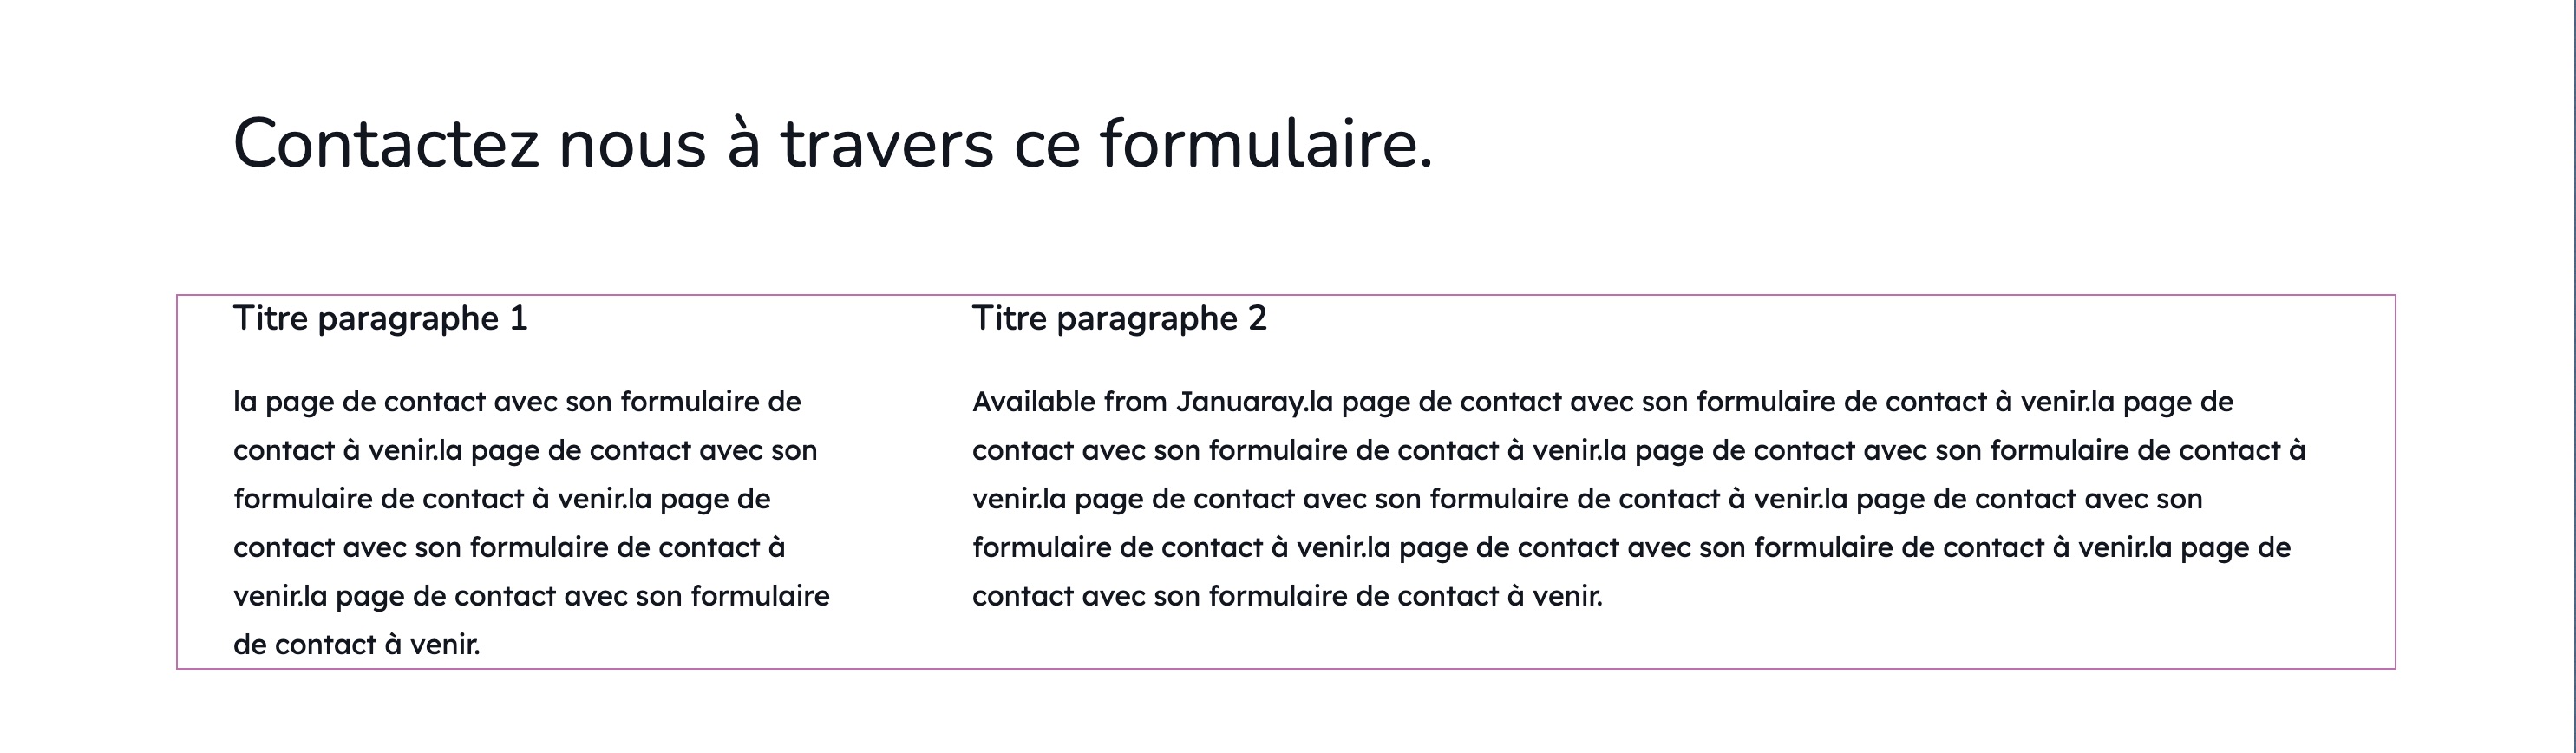 Contactez nous à travers ce formulaire.
Titre paragraphe 1
la page de contact avec son formulaire de
contact à venir.la page de contact avec son
formulaire de contact à venir.la page de
contact avec son formulaire de contact à
venir.la page de contact avec son formulaire
de contact à venir.
Titre paragraphe 2
Available from Januaray.la page de contact avec son formulaire de contact à venir.la page de
contact avec son formulaire de contact à venir.la page de contact avec son formulaire de contact à
venir.la page de contact avec son formulaire de contact à venir.la page de contact avec son
formulaire de contact à venir.la page de contact avec son formulaire de contact à venir.la page de
contact avec son formulaire de contact à venir.